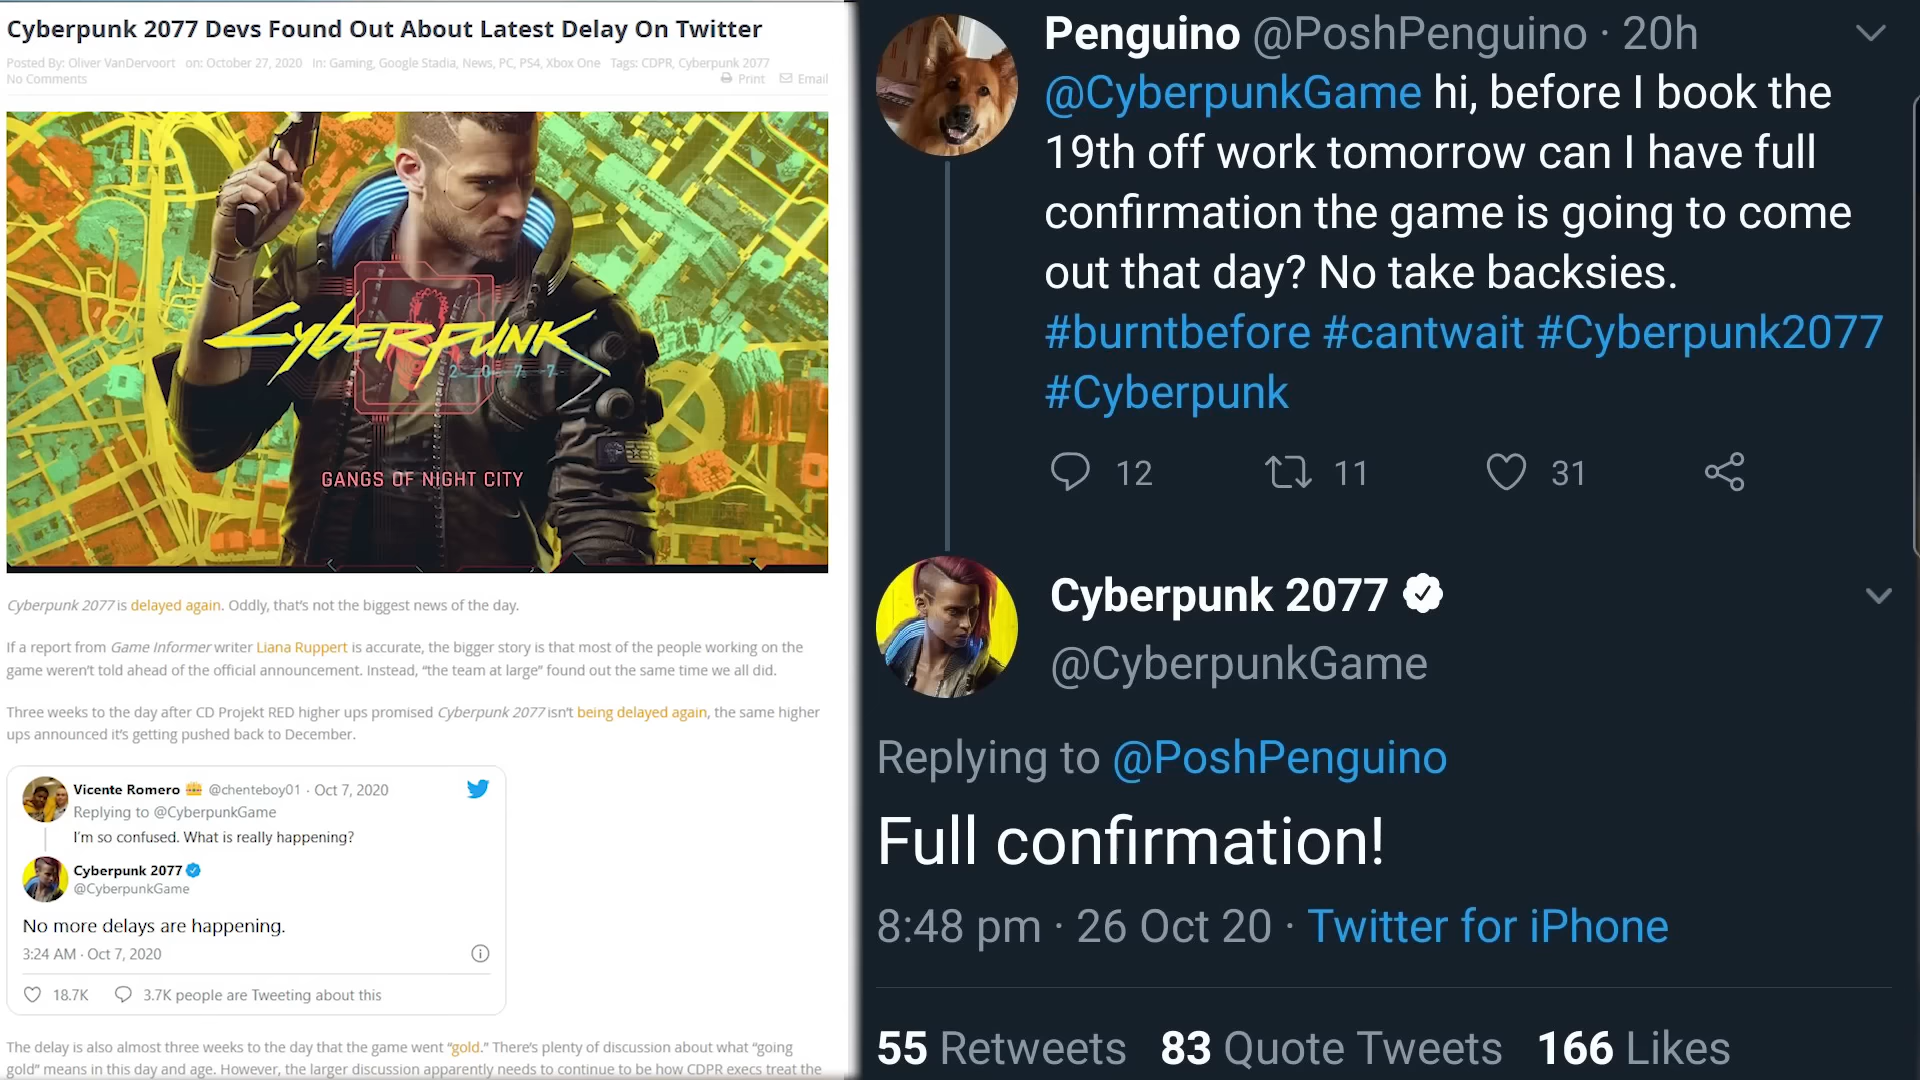 Cyberpunk 2077 Devs Found Out About Latest Delay On Twitter
Posted By: Oliver VanDervoort on: October 27, 2020 In: Gaming, Google Stadia, News, PC, PS4, Xbox One Tags: CDPR, Cyberpunk 2077
No Comments
Print Email
CYBERPUNK
2077
GANGS OF NIGHT CITY
Cyberpunk 2077 is delayed again. Oddly, that's not the biggest news of the day.
If a report from Game Informer writer Liana Ruppert is accurate, the bigger story is that most of the people working on the
game weren't told ahead of the official announcement. Instead, "the team at large" found out the same time we all did.
Three weeks to the day after CD Projekt RED higher ups promised Cyberpunk 2077 isn't being delayed again, the same higher
ups announced it's getting pushed back to December.
Vicente Romero @chenteboy01 · Oct 7, 2020
Replying to @CyberpunkGame
I'm so confused. What is really happening?
Cyberpunk 2077
@CyberpunkGame
No more delays are happening.
3:24 AM · Oct 7, 2020
18.7K 3.7K people are Tweeting about this
The delay is also almost three weeks to the day that the game went "gold." There's plenty of discussion about what "going
gold" means in this day and age. However, the larger discussion apparently needs to continue to be how CDPR execs treat the
Penguino @PoshPenguino · 20h
@CyberpunkGame hi, before I book the
19th off work tomorrow can I have full
confirmation the game is going to come
out that day? No take backsies.
#burntbefore #cantwait #Cyberpunk2077
#Cyberpunk
12 11 31
Cyberpunk 2077
@CyberpunkGame
Replying to @PoshPenguino
Full confirmation!
8:48 pm · 26 Oct 20 · Twitter for iPhone
55 Retweets 83 Quote Tweets 166 Likes